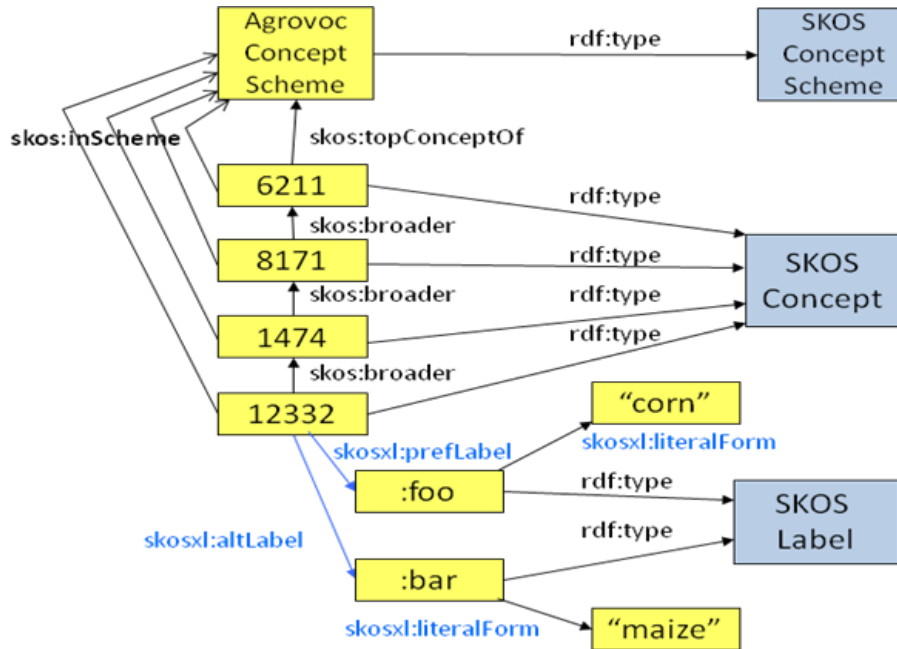 Agrovoc
Concept
Scheme
rdf:type
SKOS
Concept
Scheme
skos:inScheme
skos:topConceptOf
6211
rdf:type
skos:broader
8171
rdf:type
SKOS
Concept
skos:broader
rdf:type
1474
rdf:type
skos:broader
12332
“corn”
skosxl:prefLabel
skosxl:literalForm
:foo
rdf:type
SKOS
Label
skosxl:altLabel
rdf:type
:bar
skosxl:literalForm
“maize”